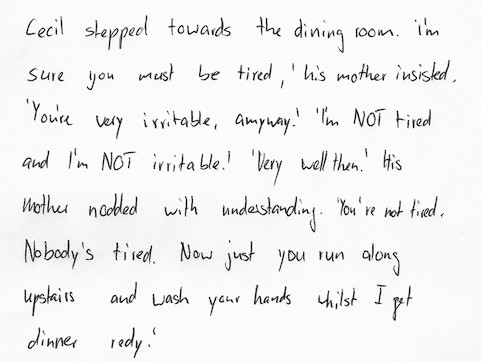 Cecil stepped towards the dining room. i'm
sure you must be tired,' his mother insisted.
'You're very irritable, anyway.' 'I'm NOT tired
and I'm NOT irritable.' 'Very well then.' His
mother nodded with understanding. 'You're not tired.
Nobody's tired. Now just you run along
upstairs and wash your hands whilst I get
dinner redy.'